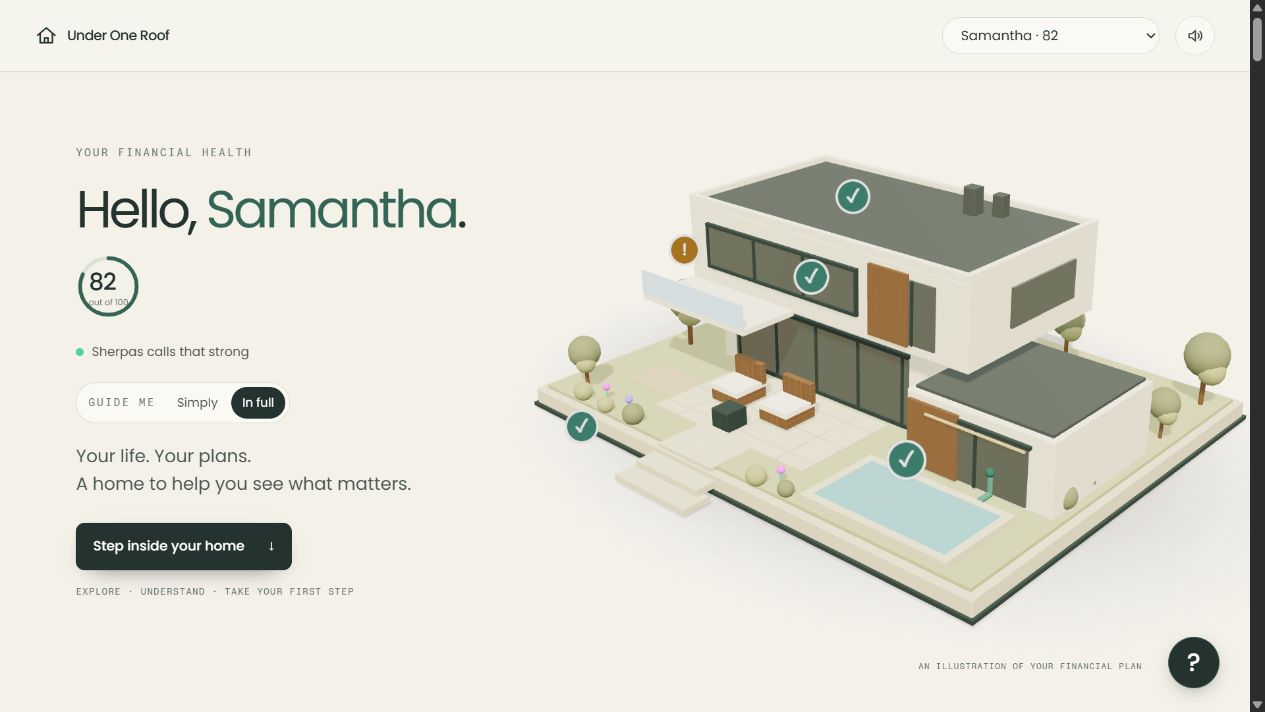 Under One Roof
Samantha · 82
YOUR FINANCIAL HEALTH
Hello, Samantha.
82
out of 100
Sherpas calls that strong
GUIDE ME Simply In full
Your life. Your plans.
A home to help you see what matters.
Step inside your home ↓
EXPLORE · UNDERSTAND · TAKE YOUR FIRST STEP
!
AN ILLUSTRATION OF YOUR FINANCIAL PLAN
?